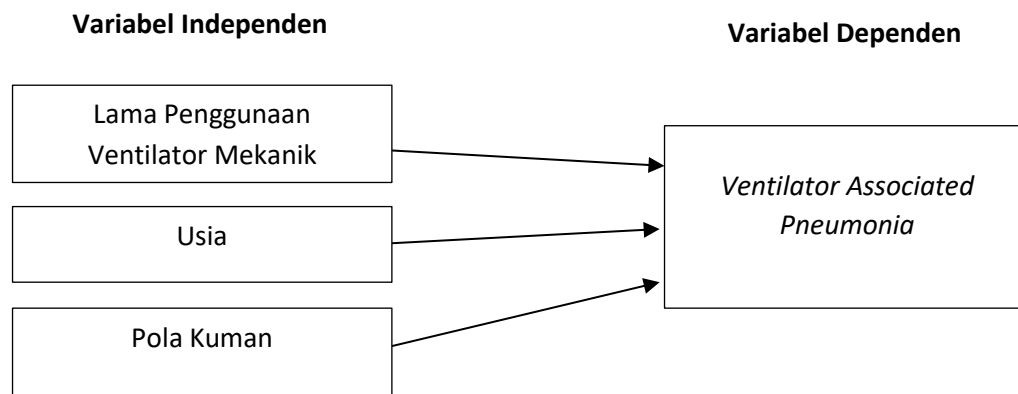 Variabel Independen
Variabel Dependen
Lama Penggunaan
Ventilator Mekanik
Usia
Pola Kuman
Ventilator Associated
Pneumonia